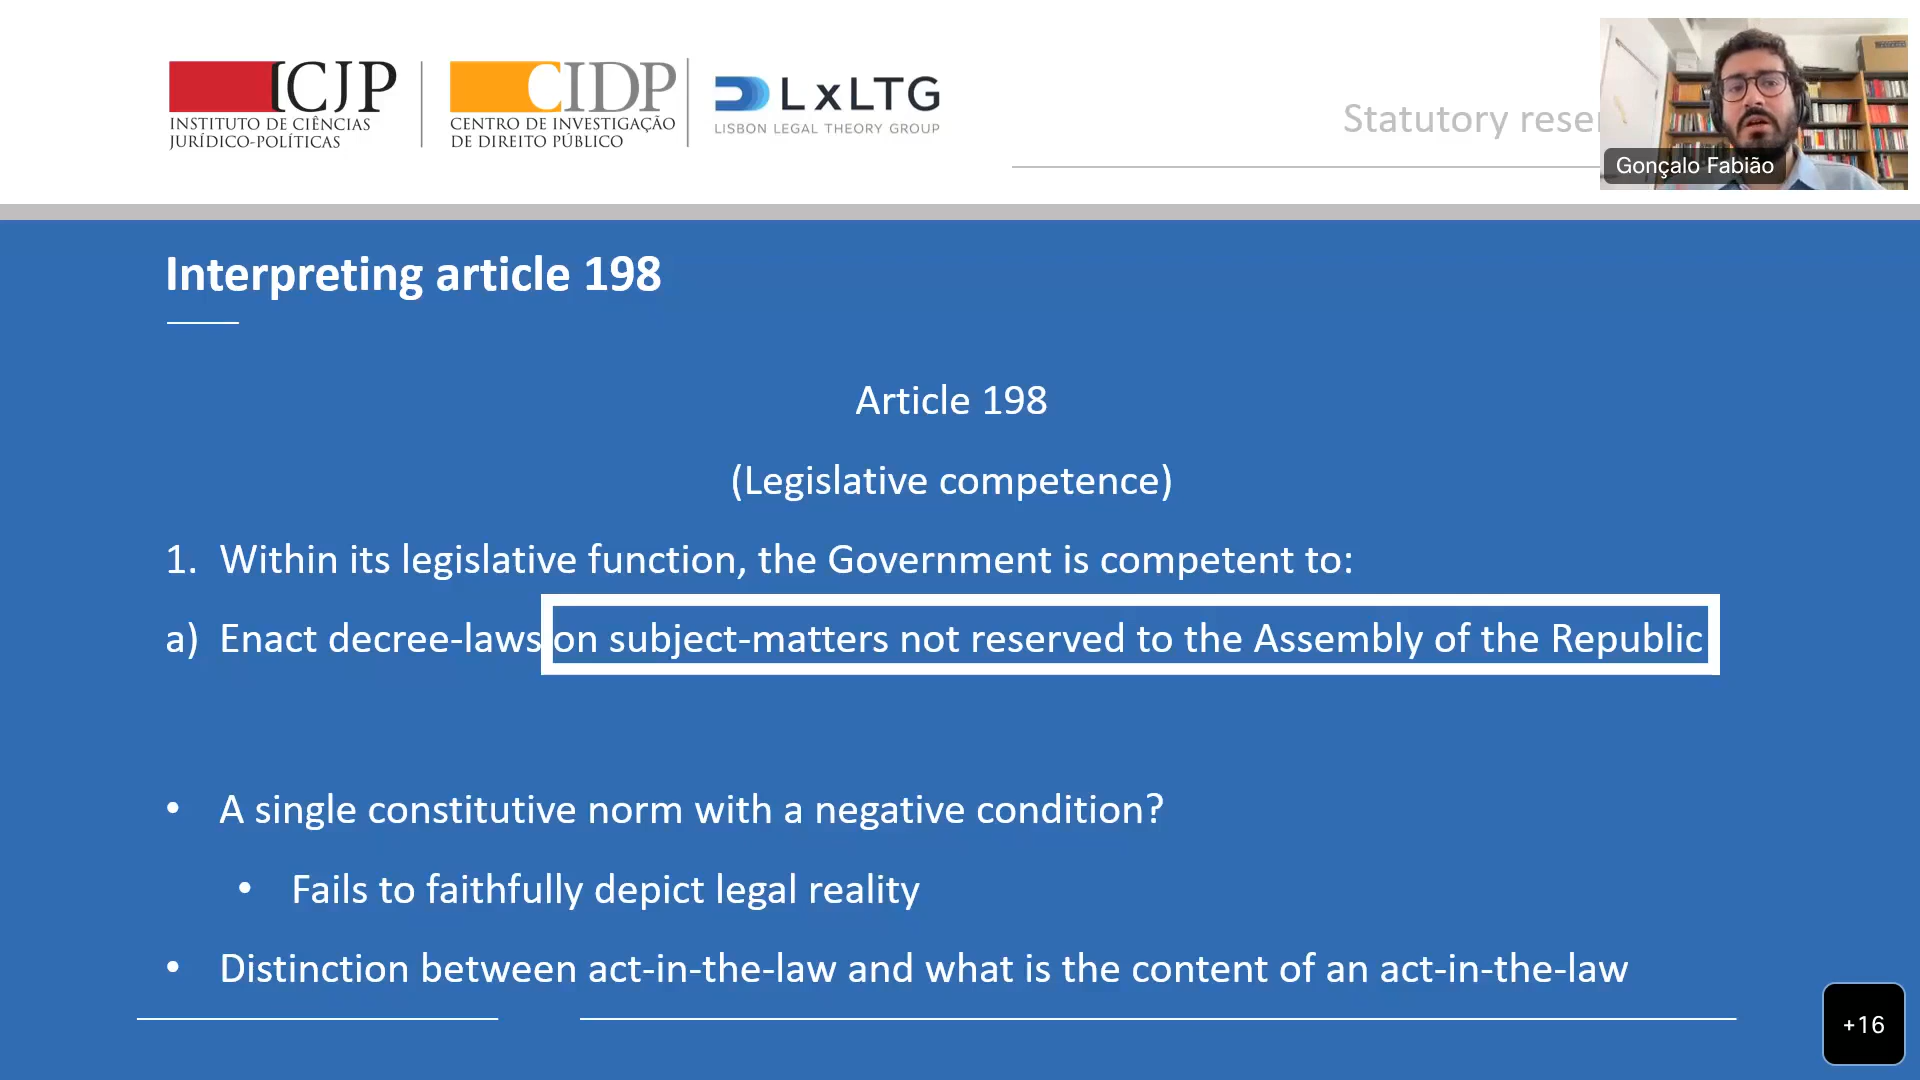 ICJP
INSTITUTO DE CIÊNCIAS
JURÍDICO-POLÍTICAS
CIDP
CENTRO DE INVESTIGAÇÃO
DE DIREITO PÚBLICO
LxLTG
LISBON LEGAL THEORY GROUP
Statutory
Gonçalo Fabião
Interpreting article 198
Article 198
(Legislative competence)
1. Within its legislative function, the Government is competent to:
a) Enact decree-laws on subject-matters not reserved to the Assembly of the Republic
• A single constitutive norm with a negative condition?
• Fails to faithfully depict legal reality
• Distinction between act-in-the-law and what is the content of an act-in-the-law
+16